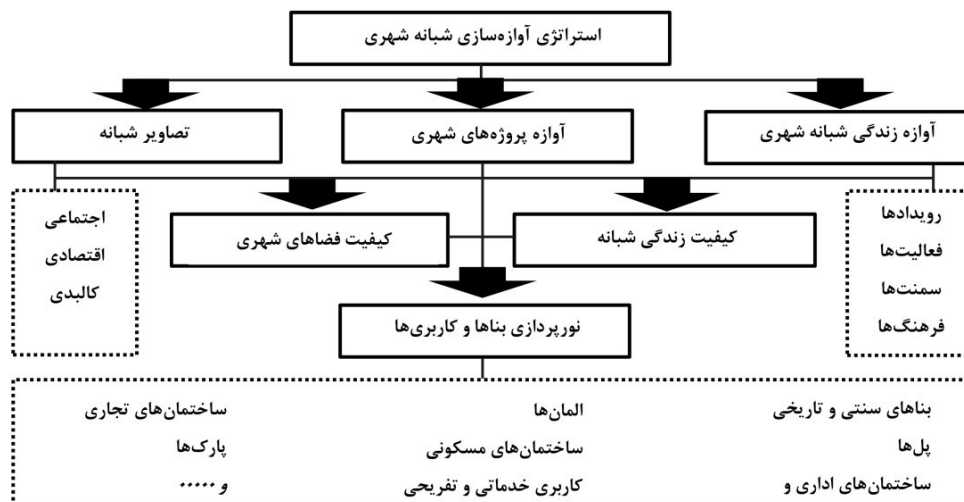 استراتژی آوازه‌سازی شبانه شهری
آوازه زندگی شبانه شهری
آوازه پروژه‌های شهری
تصاویر شبانه
رویدادها
فعالیت‌ها
سمنت‌ها
فرهنگ‌ها
کیفیت زندگی شبانه
کیفیت فضاهای شهری
اجتماعی
اقتصادی
کالبدی
نورپردازی بناها و کاربری‌ها
بناهای سنتی و تاریخی
پل‌ها
ساختمان‌های اداری و
المان‌ها
ساختمان‌های مسکونی
کاربری خدماتی و تفریحی
ساختمان‌های تجاری
پارک‌ها
و .....